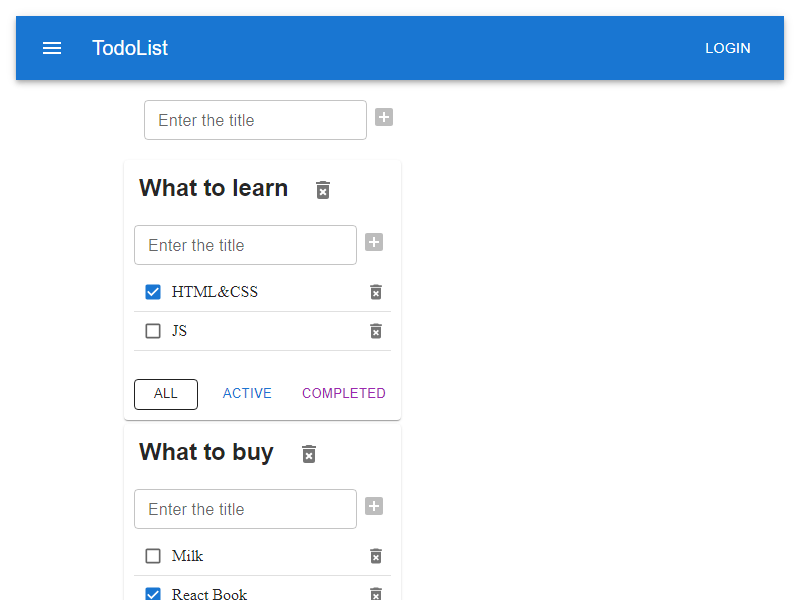 TodoList
LOGIN
Enter the title
What to learn
Enter the title
HTML&CSS
JS
ALL
ACTIVE
COMPLETED
What to buy
Enter the title
Milk
React Book